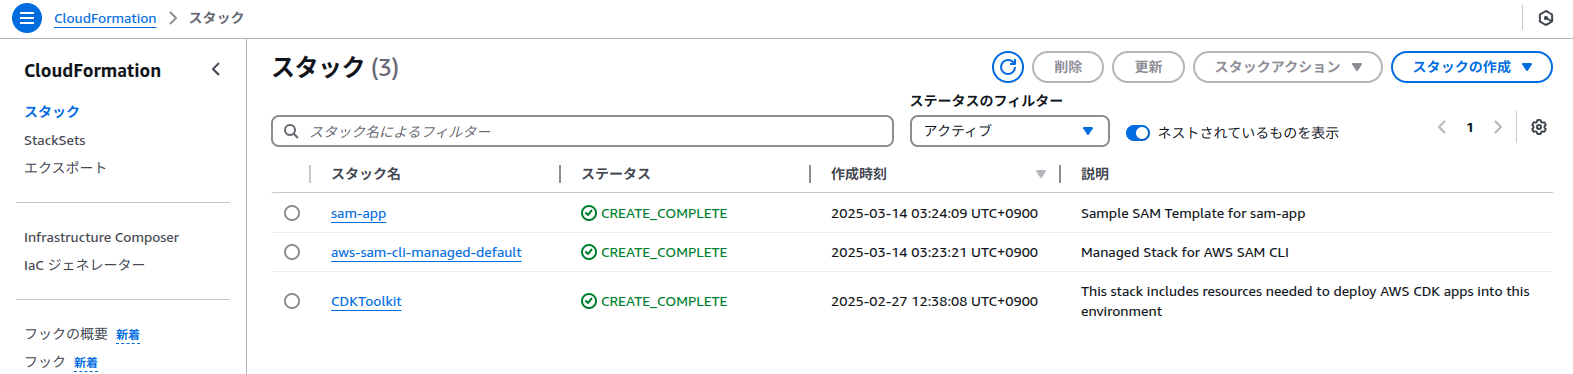 CloudFormation > スタック
CloudFormation
スタック
StackSets
エクスポート
Infrastructure Composer
IaC ジェネレーター
フックの概要 新着
フック 新着
スタック (3)
削除
更新
スタックアクション
スタックの作成
スタック名によるフィルター
ステータスのフィルター
アクティブ
ネストされているものを表示
1
スタック名 ステータス 作成時刻 説明
sam-app CREATE_COMPLETE 2025-03-14 03:24:09 UTC+0900 Sample SAM Template for sam-app
aws-sam-cli-managed-default CREATE_COMPLETE 2025-03-14 03:23:21 UTC+0900 Managed Stack for AWS SAM CLI
CDKToolkit CREATE_COMPLETE 2025-02-27 12:38:08 UTC+0900 This stack includes resources needed to deploy AWS CDK apps into this
environment